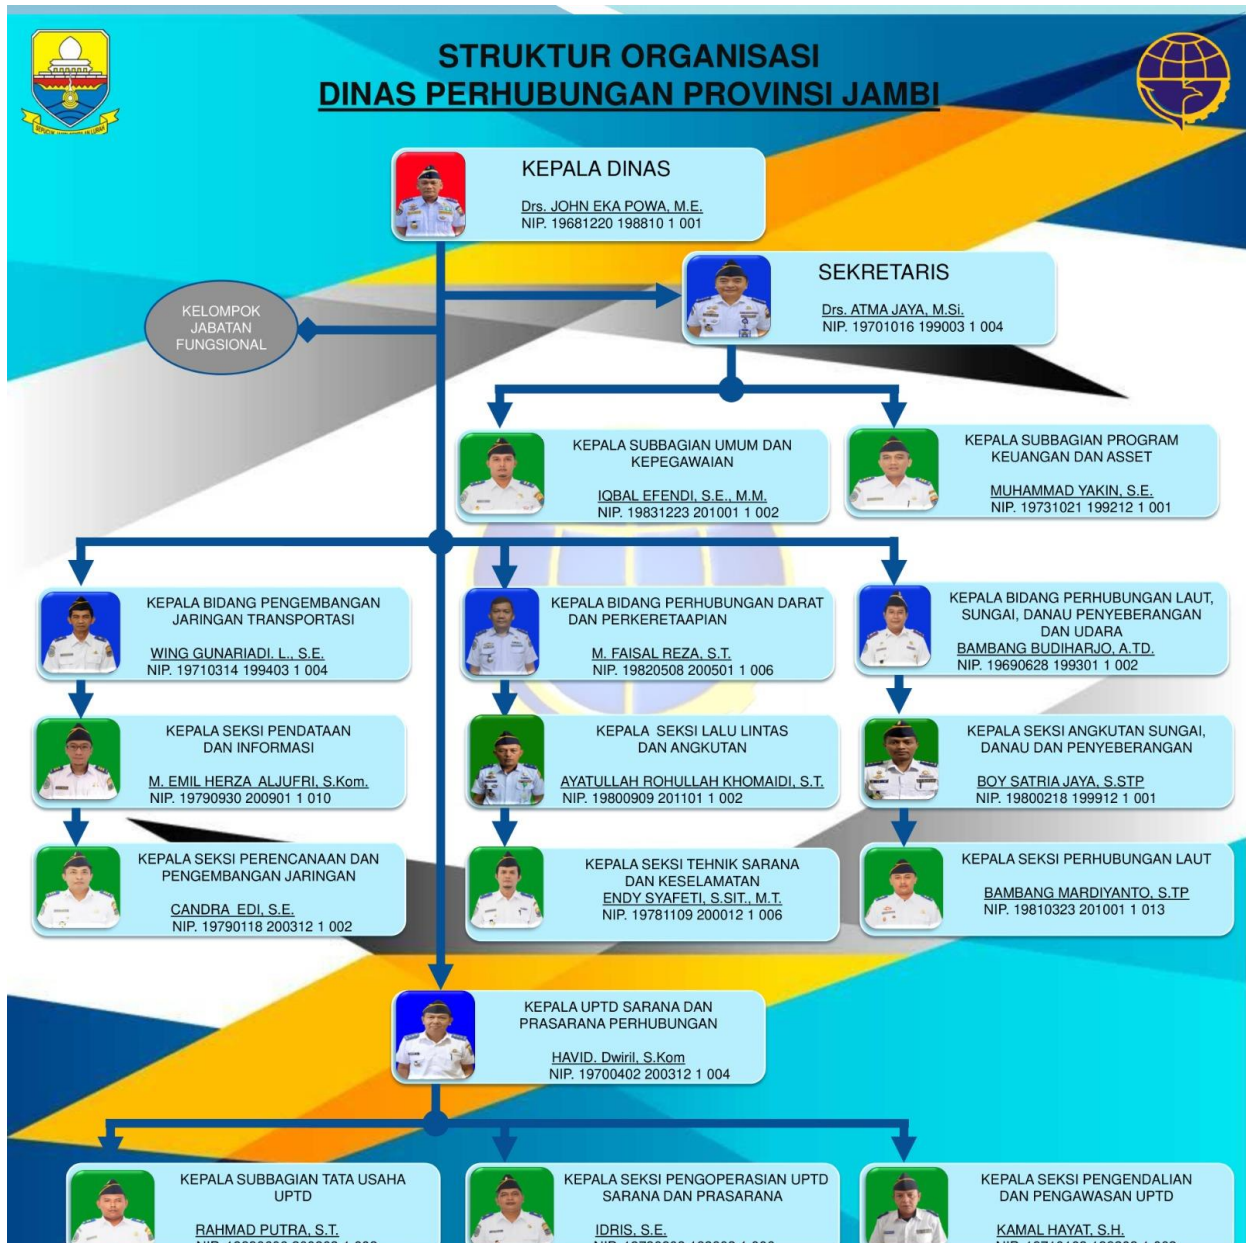 STRUKTUR ORGANISASI
DINAS PERHUBUNGAN PROVINSI JAMBI
KEPALA DINAS
Drs. JOHN EKA POWA, M.E.
NIP. 19681220 198810 1 001
SEKRETARIS
Drs. ATMA JAYA, M.Si.
NIP. 19701016 199003 1 004
KELOMPOK
JABATAN
FUNGSIONAL
KEPALA SUBBAGIAN UMUM DAN
KEPEGAWAIAN
IQBAL EFENDI, S.E., M.M.
NIP. 19831223 201001 1 002
KEPALA SUBBAGIAN PROGRAM
KEUANGAN DAN ASSET
MUHAMMAD YAKIN, S.E.
NIP. 19731021 199212 1 001
KEPALA BIDANG PENGEMBANGAN
JARINGAN TRANSPORTASI
WING GUNARIADI. L., S.E.
NIP. 19710314 199403 1 004
KEPALA BIDANG PERHUBUNGAN DARAT
DAN PERKERETAAPIAN
M. FAISAL REZA, S.T.
NIP. 19820508 200501 1 006
KEPALA BIDANG PERHUBUNGAN LAUT,
SUNGAI, DANAU PENYEBERANGAN
DAN UDARA
BAMBANG BUDIHARJO, A.TD.
NIP. 19690628 199301 1 002
KEPALA SEKSI PENDATAAN
DAN INFORMASI
M. EMIL HERZA ALJUFRI, S.Kom.
NIP. 19790930 200901 1 010
KEPALA SEKSI LALU LINTAS
DAN ANGKUTAN
AYATULLAH ROHULLAH KHOMAIDI, S.T.
NIP. 19800909 201101 1 002
KEPALA SEKSI ANGKUTAN SUNGAI,
DANAU DAN PENYEBERANGAN
BOY SATRIA JAYA, S.STP
NIP. 19800218 199912 1 001
KEPALA SEKSI PERENCANAAN DAN
PENGEMBANGAN JARINGAN
CANDRA EDI, S.E.
NIP. 19790118 200312 1 002
KEPALA SEKSI TEHNIK SARANA
DAN KESELAMATAN
ENDY SYAFETI, S.SIT., M.T.
NIP. 19781109 200012 1 006
KEPALA SEKSI PERHUBUNGAN LAUT
BAMBANG MARDIYANTO, S.TP
NIP. 19810323 201001 1 013
KEPALA UPTD SARANA DAN
PRASARANA PERHUBUNGAN
HAVID. Dwiril, S.Kom
NIP. 19700402 200312 1 004
KEPALA SUBBAGIAN TATA USAHA
UPTD
RAHMAD PUTRA, S.T.
KEPALA SEKSI PENGOPERASIAN UPTD
SARANA DAN PRASARANA
IDRIS, S.E.
KEPALA SEKSI PENGENDALIAN
DAN PENGAWASAN UPTD
KAMAL HAYAT, S.H.